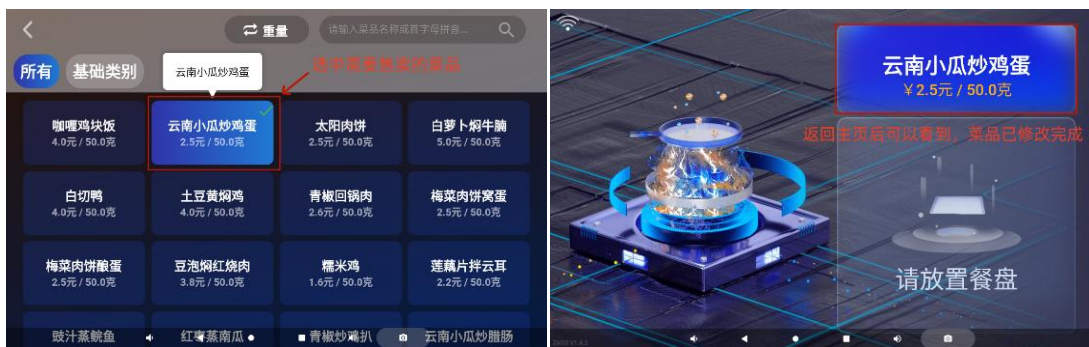 重量
请输入菜品名称或首字母拼音...
所有
基础类别
云南小瓜炒鸡蛋
选中需要换菜的菜品
咖喱鸡块饭
4.0元 / 50.0克
云南小瓜炒鸡蛋
2.5元 / 50.0克
太阳肉饼
2.5元 / 50.0克
白萝卜焖牛腩
5.0元 / 50.0克
白切鸭
4.0元 / 50.0克
土豆黄焖鸡
4.0元 / 50.0克
青椒回锅肉
2.6元 / 50.0克
梅菜肉饼窝蛋
2.5元 / 50.0克
梅菜肉饼酿蛋
2.5元 / 50.0克
豆泡焖红烧肉
3.8元 / 50.0克
糯米鸡
1.6元 / 50.0克
莲藕片拌云耳
2.2元 / 50.0克
豉汁蒸鲩鱼
红枣蒸南瓜
青椒炒鸡扒
云南小瓜炒腊肠
云南小瓜炒鸡蛋
￥2.5元 / 50.0克
返回主页后可以看到，菜品已修改完成
请放置餐盘